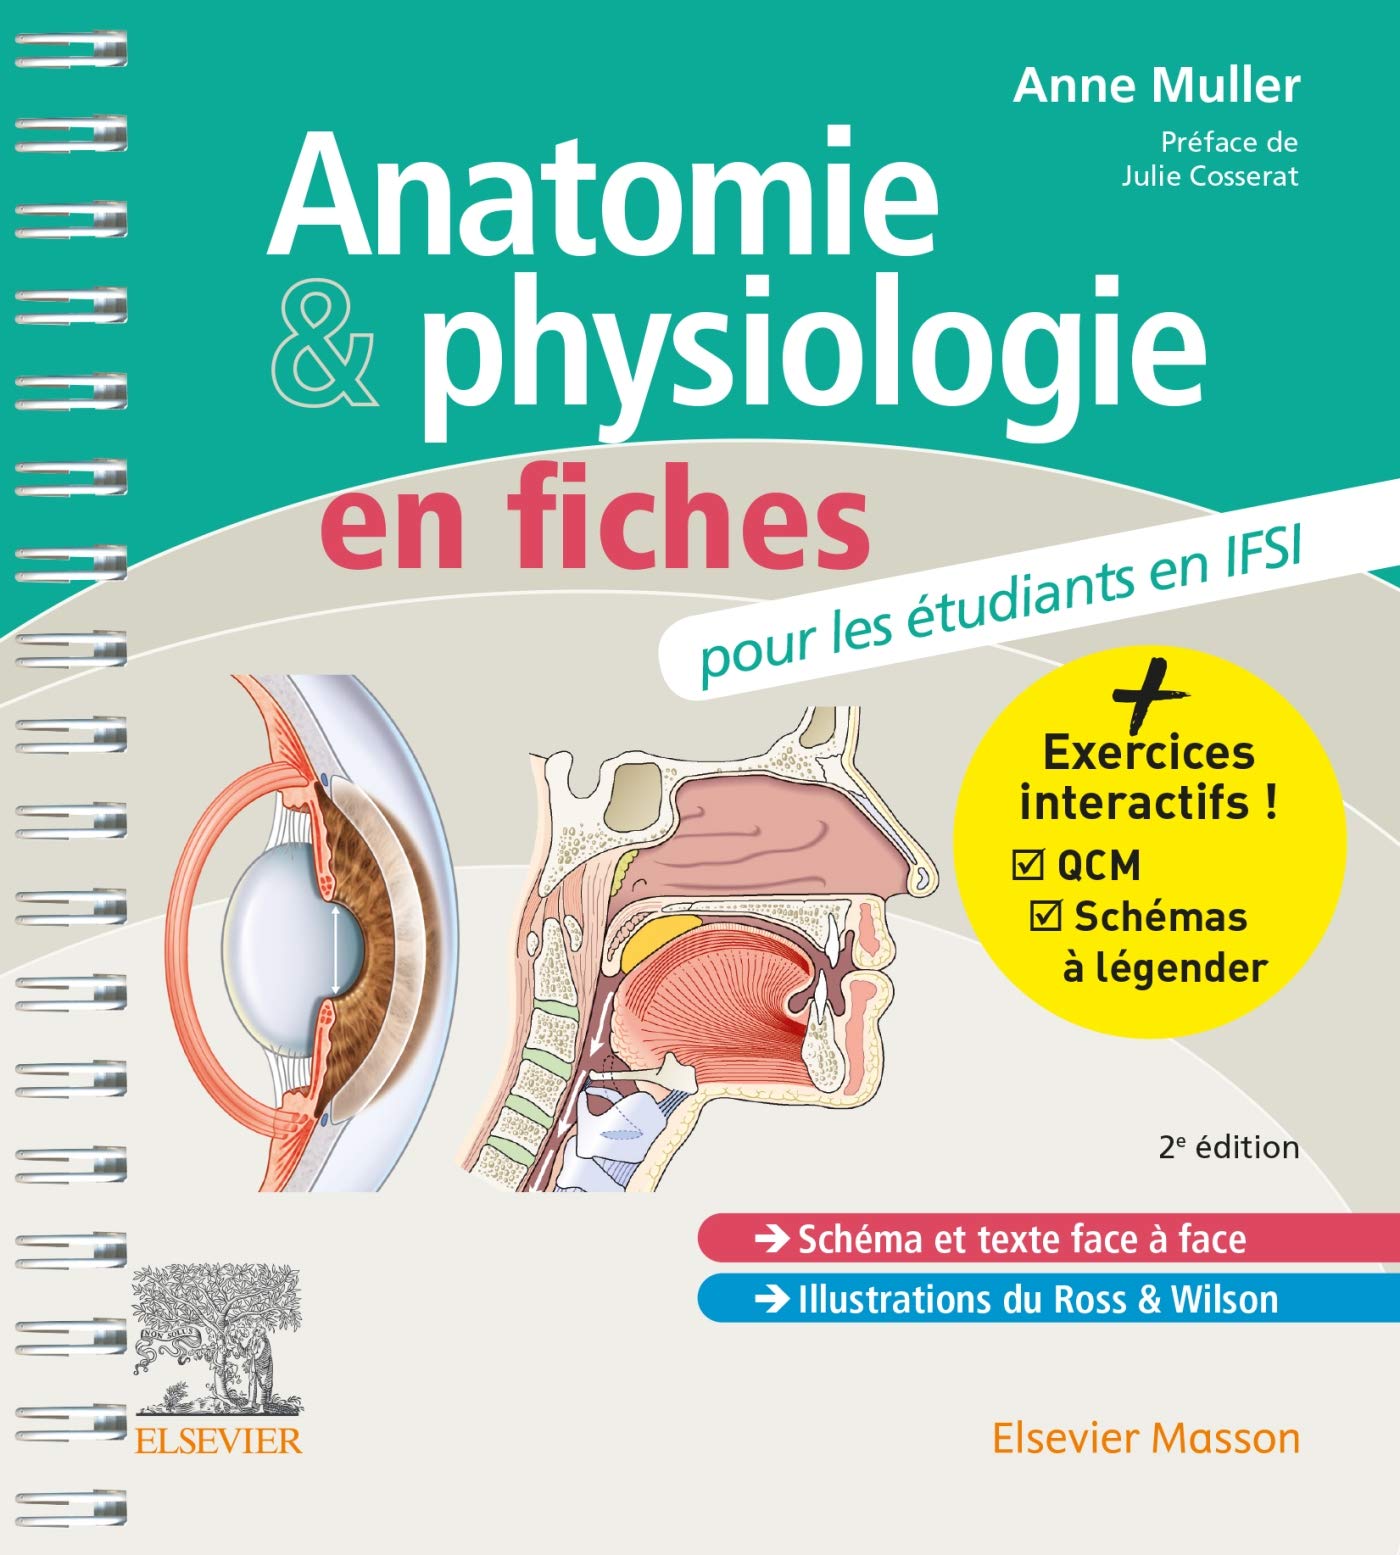 Anne Muller
Préface de
Julie Cosserat
Anatomie
& physiologie
en fiches
pour les étudiants en IFSI
+
Exercices
interactifs !
☑ QCM
☑ Schémas
à légender
2e édition
→ Schéma et texte face à face
→ Illustrations du Ross & Wilson
NON SOLUS
ELSEVIER
Elsevier Masson